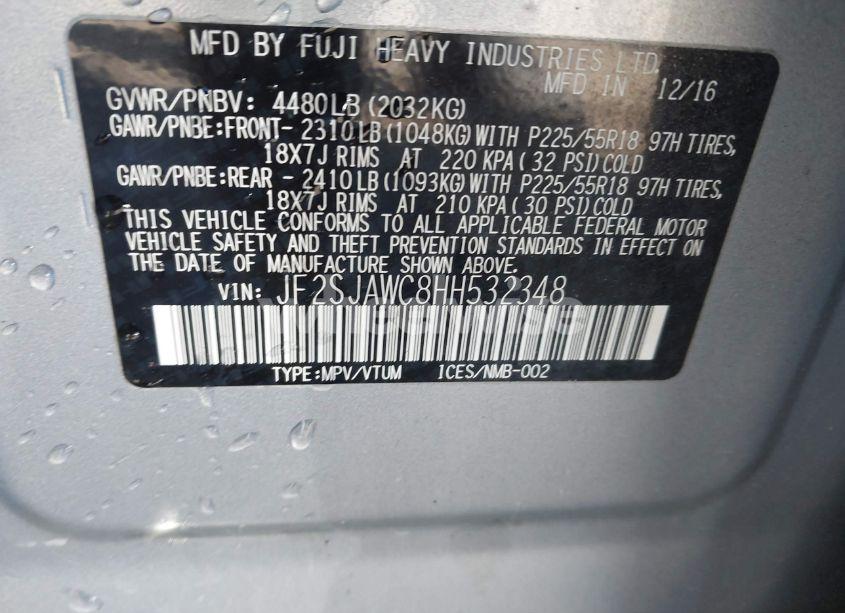 MFD BY FUJI HEAVY INDUSTRIES LTD.
MFD IN 12/16
GVWR/PNBV: 4480LB(2032KG)
GAWR/PNBE:FRONT- 2310LB(1048KG)WITH P225/55R18 97H TIRES,
18X7J RIMS AT 220 KPA( 32 PSI)COLD
GAWR/PNBE:REAR - 2410LB(1093KG)WITH P225/55R18 97H TIRES,
18X7J RIMS AT 210 KPA( 30 PSI)COLD
THIS VEHICLE CONFORMS TO ALL APPLICABLE FEDERAL MOTOR
VEHICLE SAFETY AND THEFT PREVENTION STANDARDS IN EFFECT ON
THE DATE OF MANUFACTURE SHOWN ABOVE.
VIN: JF2SJAWC8HH532348
TYPE:MPV/VTUM 1CES/NMB-002